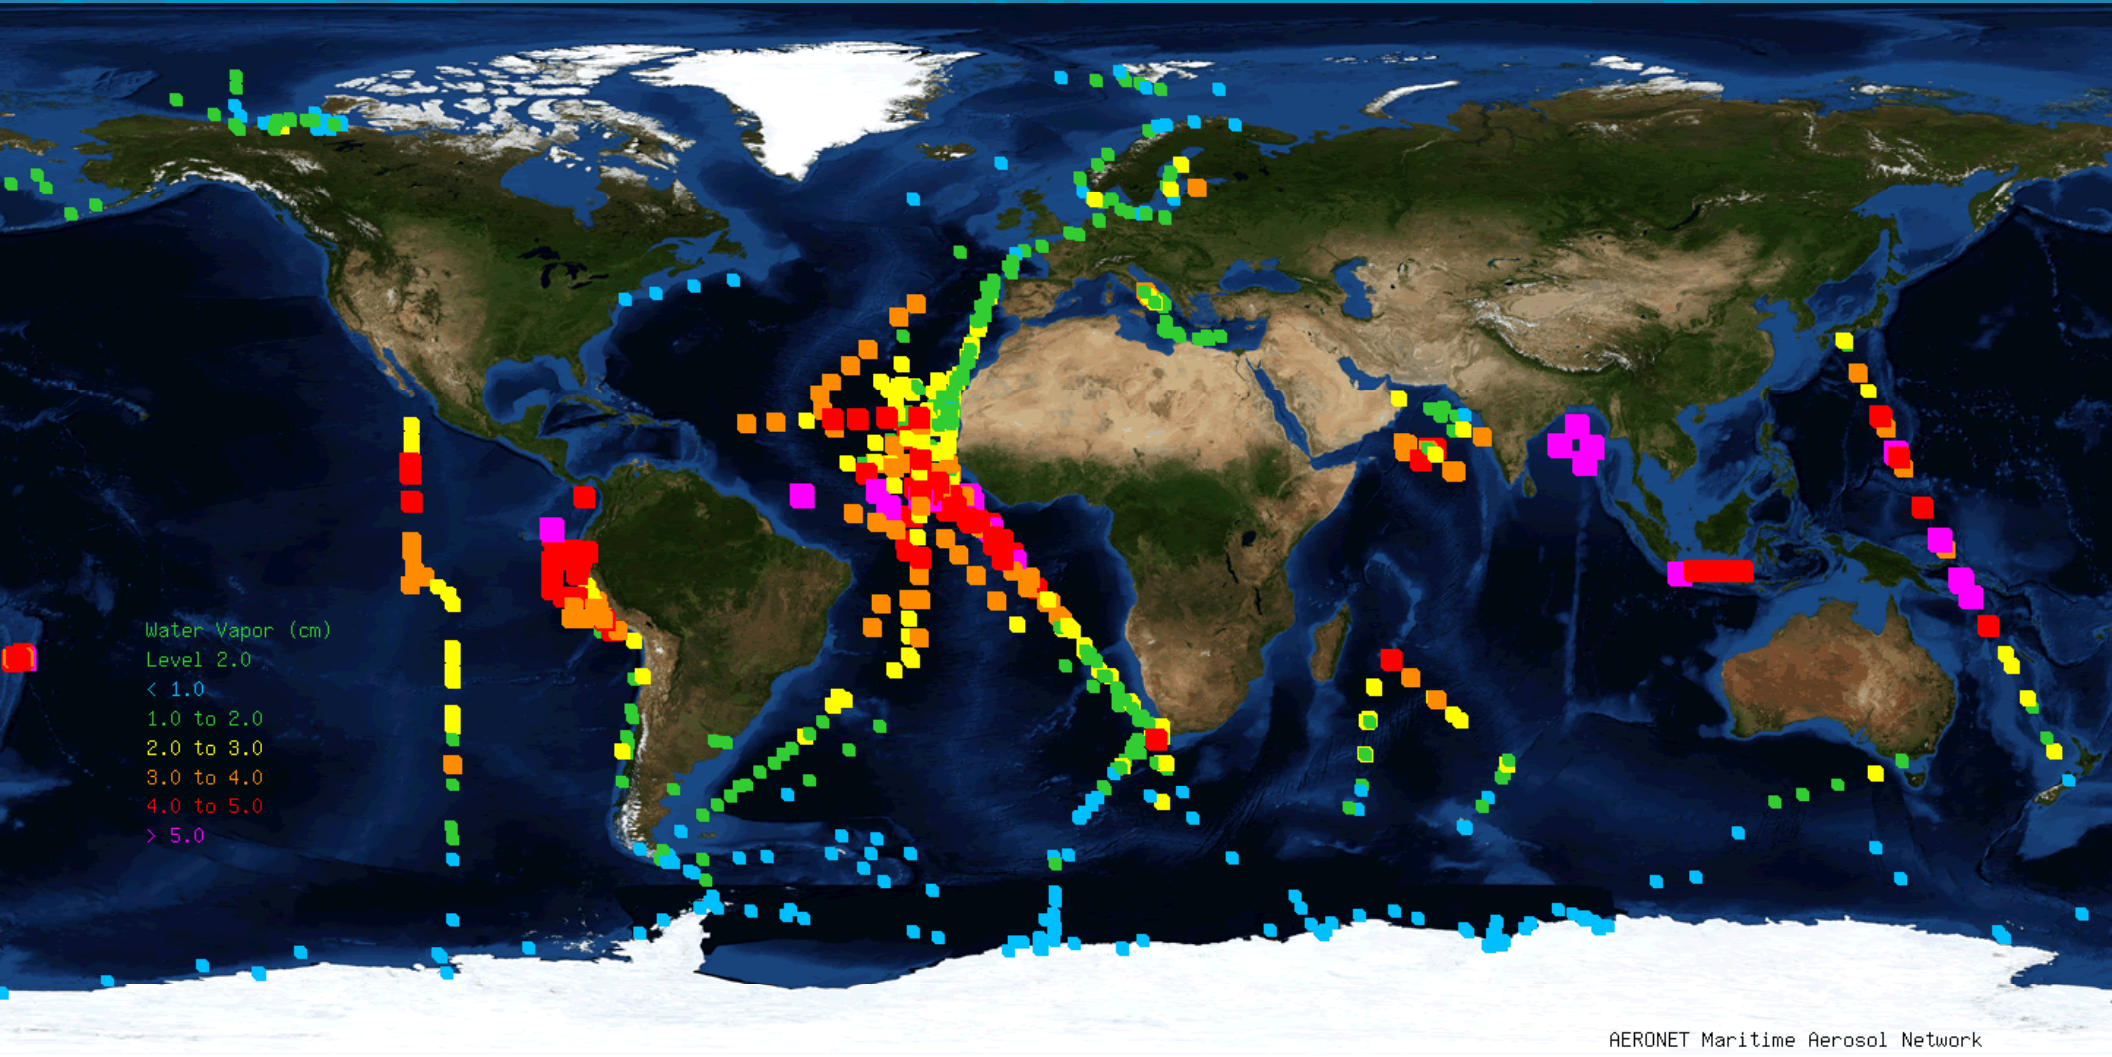 Water Vapor (cm)
Level 2.0
< 1.0
1.0 to 2.0
2.0 to 3.0
3.0 to 4.0
4.0 to 5.0
> 5.0
AERONET Maritime Aerosol Network